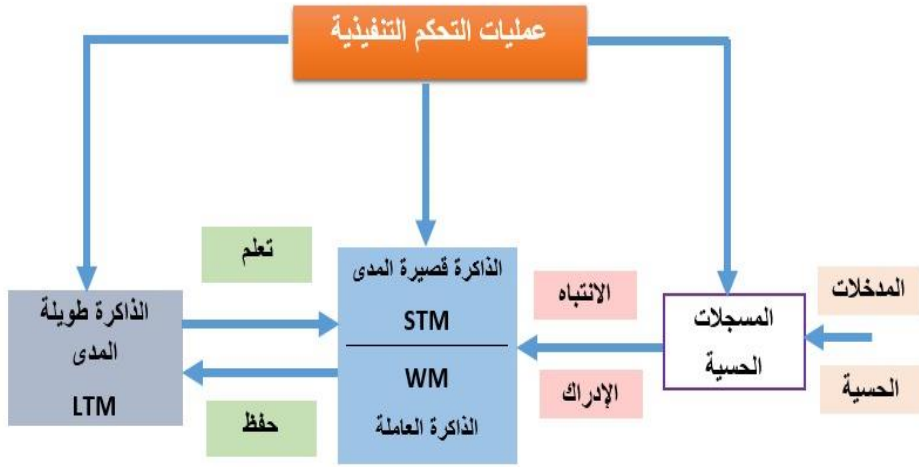 عمليات التحكم التنفيذية
المدخلات
الحسية
المسجلات
الحسية
الانتباه
الإدراك
الذاكرة قصيرة المدى
STM
WM
الذاكرة العاملة
تعلم
حفظ
الذاكرة طويلة
المدى
LTM